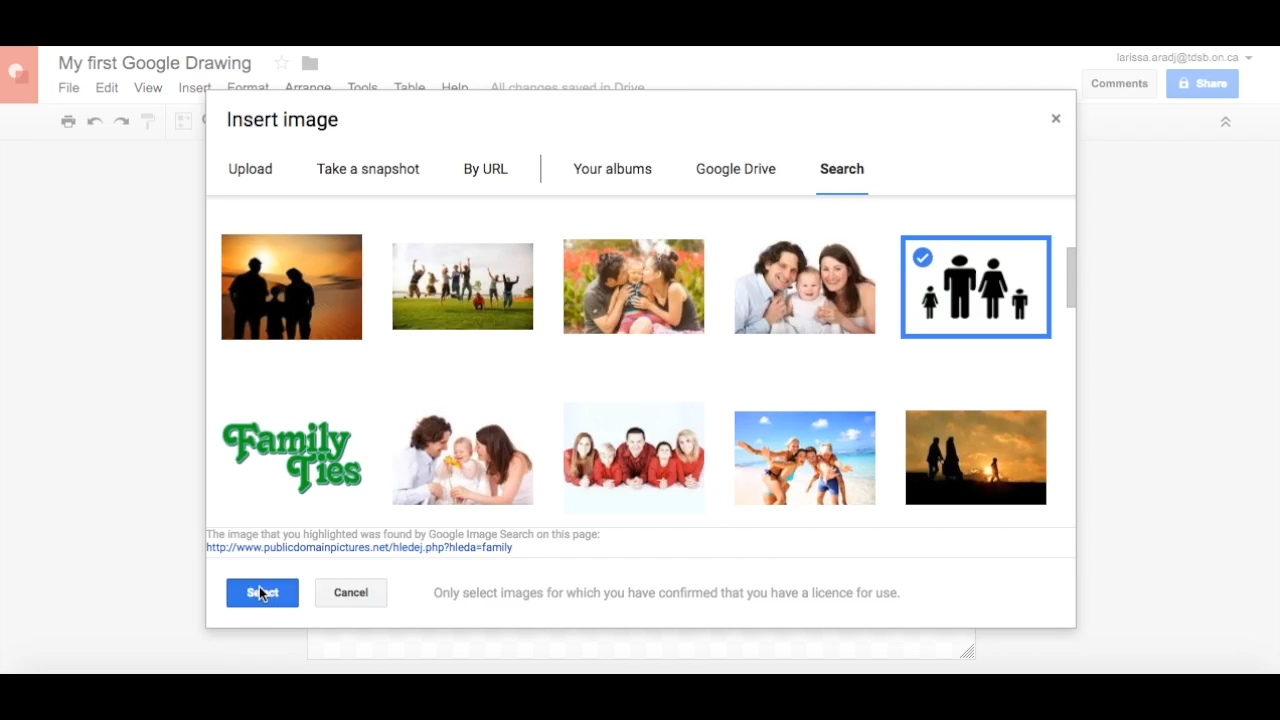 My first Google Drawing
larissa.aradj@tdsb.on.ca
File Edit View Insert Format Arrange Tools Table Help All changes saved in Drive
Comments Share
Insert image
Upload Take a snapshot By URL Your albums Google Drive Search
Family
Ties
The image that you highlighted was found by Google Image Search on this page:
http://www.publicdomainpictures.net/hledej.php?hleda=family
Select Cancel Only select images for which you have confirmed that you have a licence for use.